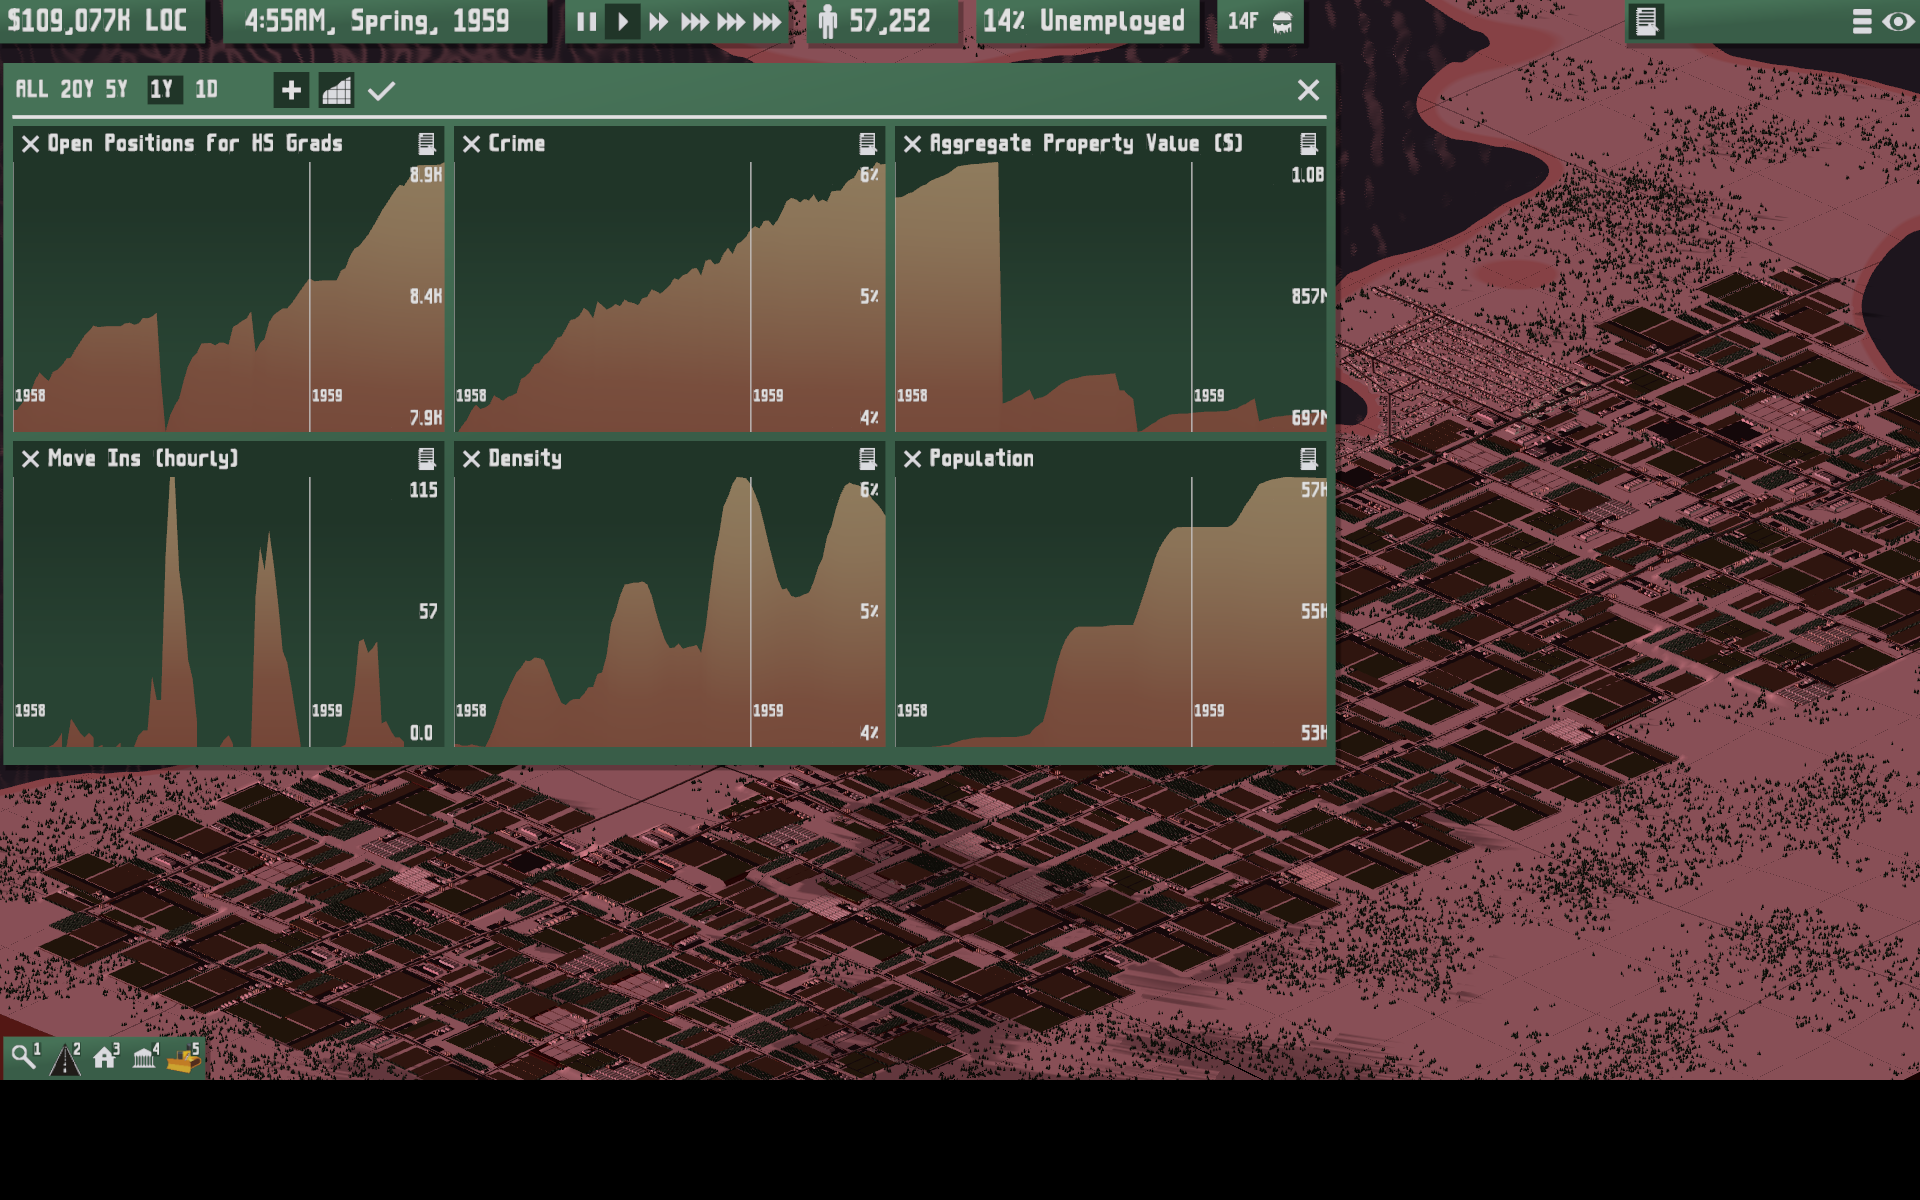 $109,077K LOC
4:55AM, Spring, 1959
57,252
14% Unemployed
14F
ALL 20Y 5Y 1Y 1D
Open Positions For HS Grads
8.9K
8.4K
7.9K
1958
1959
Crime
6%
5%
4%
1958
1959
Aggregate Property Value ($)
1.0B
857M
697M
1958
1959
Move Ins (hourly)
115
57
0.0
1958
1959
Density
6%
5%
4%
1958
1959
Population
57K
55K
53K
1958
1959
1 2 3 4 5